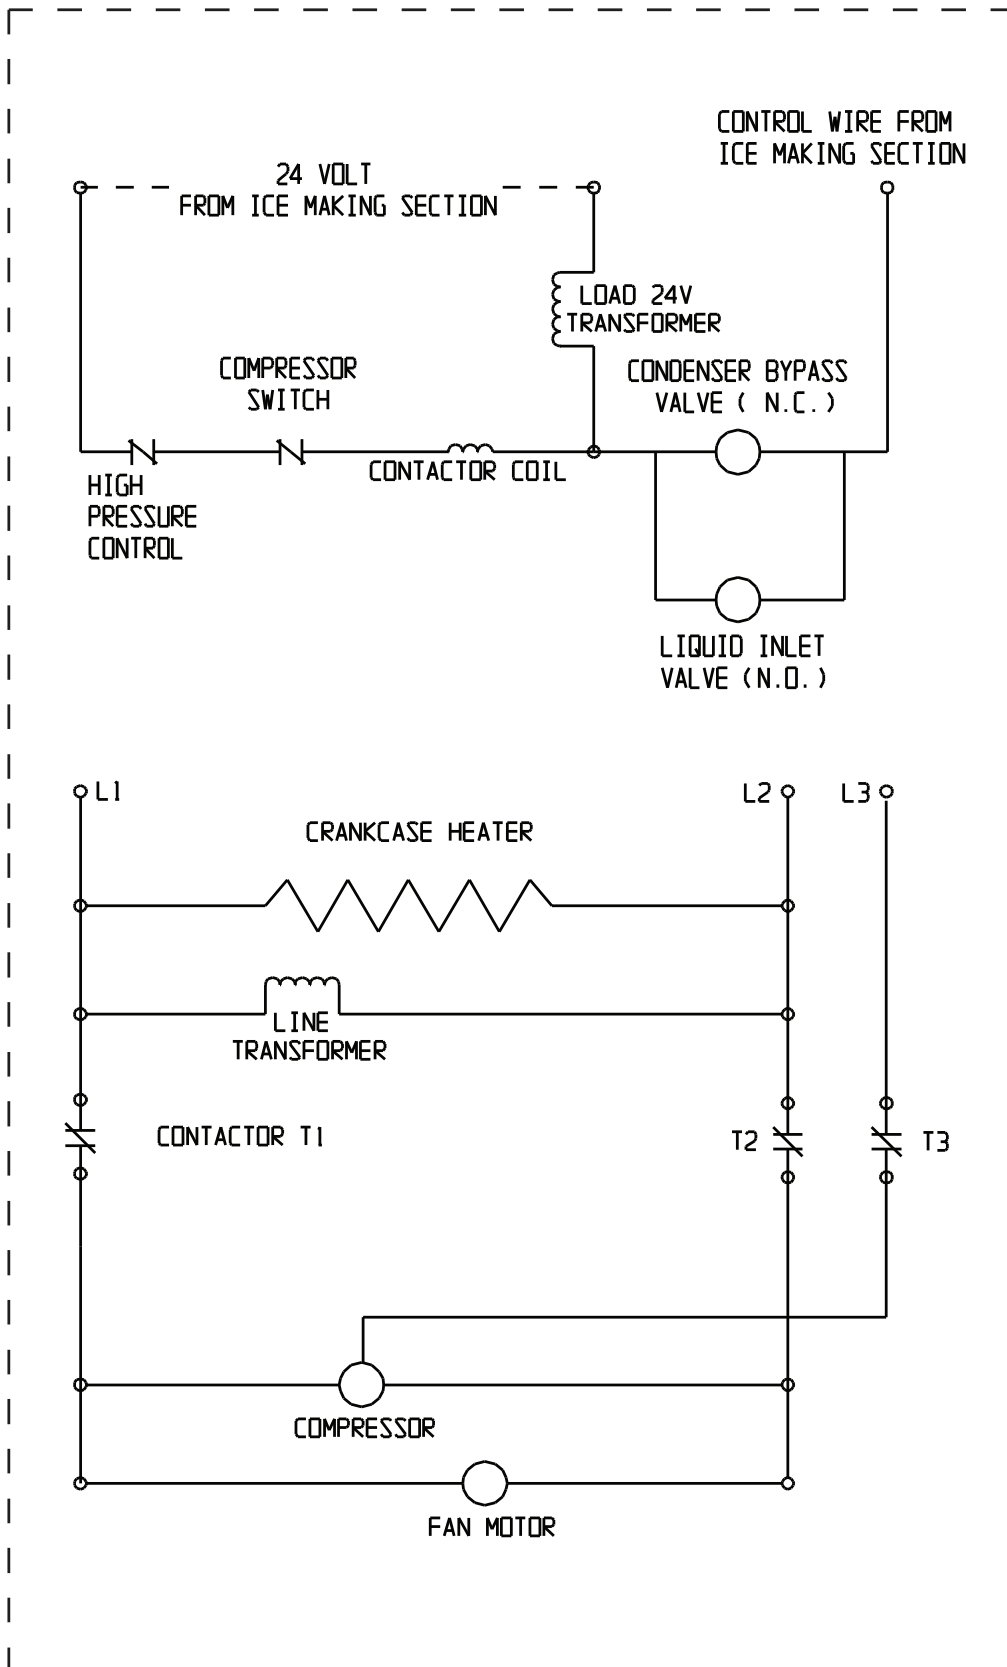 CONTROL WIRE FROM
ICE MAKING SECTION
24 VOLT
FROM ICE MAKING SECTION
LOAD 24V
TRANSFORMER
COMPRESSOR
SWITCH
CONDENSER BYPASS
VALVE ( N.C.)
CONTACTOR COIL
HIGH
PRESSURE
CONTROL
LIQUID INLET
VALVE (N.O.)
L1
L2
L3
CRANKCASE HEATER
LINE
TRANSFORMER
CONTACTOR T1
T2
T3
COMPRESSOR
FAN MOTOR